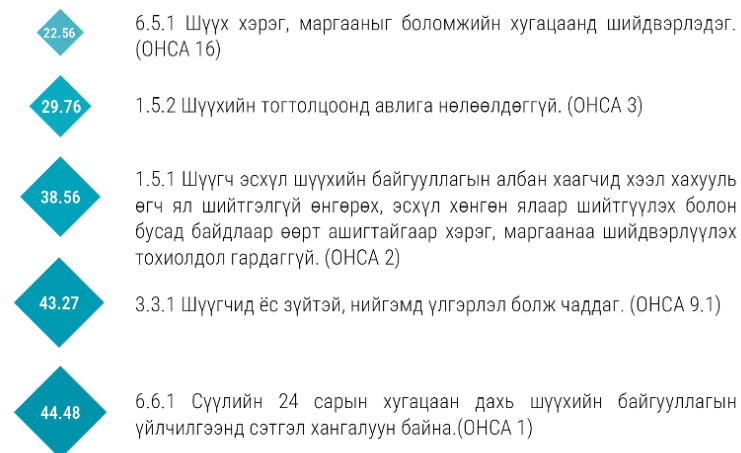 22.56
6.5.1 Шүүх хэрэг, маргааныг боломжийн хугацаанд шийдвэрлэдэг.
(ОНСА 16)
29.76
1.5.2 Шүүхийн тогтолцоонд авлига нөлөөлдөггүй. (ОНСА 3)
38.56
1.5.1 Шүүгч эсхүл шүүхийн байгууллагын албан хаагчид хээл хахууль
өгч ял шийтгэлгүй өнгөрөх, эсхүл хөнгөн ялаар шийтгүүлэх болон
бусад байдлаар өөрт ашигтайгаар хэрэг, маргаанаа шийдвэрлүүлэх
тохиолдол гардаггүй. (ОНСА 2)
43.27
3.3.1 Шүүгчид ёс зүйтэй, нийгэмд үлгэрлэл болж чаддаг. (ОНСА 9.1)
44.48
6.6.1 Сүүлийн 24 сарын хугацаан дахь шүүхийн байгууллагын
үйлчилгээнд сэтгэл хангалуун байна.(ОНСА 1)